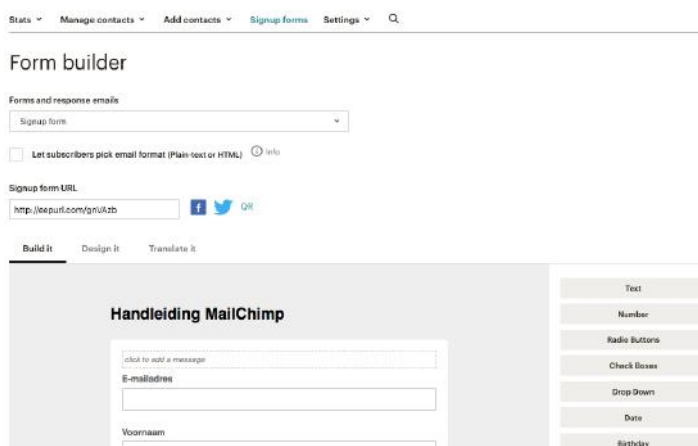 Stats Manage contacts Add contacts Signup forms Settings
Form builder
Forms and response emails
Signup form
Let subscribers pick email format (Plain-text or HTML) Info
Signup form URL
http://eepurl.com/gnVAzb QR
Build it Design it Translate it
Handleiding MailChimp
click to add a message
E-mailadres
Voornaam
Text
Number
Radio Buttons
Check Boxes
Drop Down
Date
Birthday